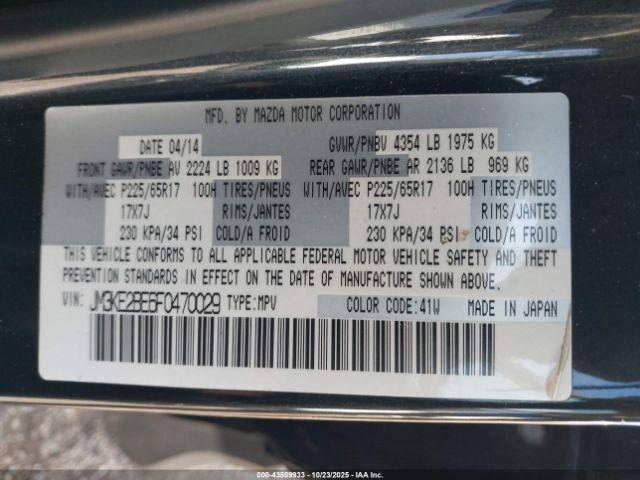 MFD. BY MAZDA MOTOR CORPORATION
DATE 04/14 GVWR/PNBV 4354 LB 1975 KG
FRONT GAWR/PNBE AV 2224 LB 1009 KG REAR GAWR/PNBE AR 2136 LB 969 KG
WITH/AVEC P225/65R17 100H TIRES/PNEUS WITH/AVEC P225/65R17 100H TIRES/PNEUS
17X7J RIMS/JANTES 17X7J RIMS/JANTES
230 KPA/34 PSI COLD/A FROID 230 KPA/34 PSI COLD/A FROID
THIS VEHICLE CONFORMS TO ALL APPLICABLE FEDERAL MOTOR VEHICLE SAFETY AND THEFT
PREVENTION STANDARDS IN EFFECT ON THE DATE OF MANUFACTURE SHOWN ABOVE.
VIN: JM3KE2BE6F0470029 TYPE:MPV COLOR CODE:41W MADE IN JAPAN
000-43509933 - 10/23/2025 - IAAI.com